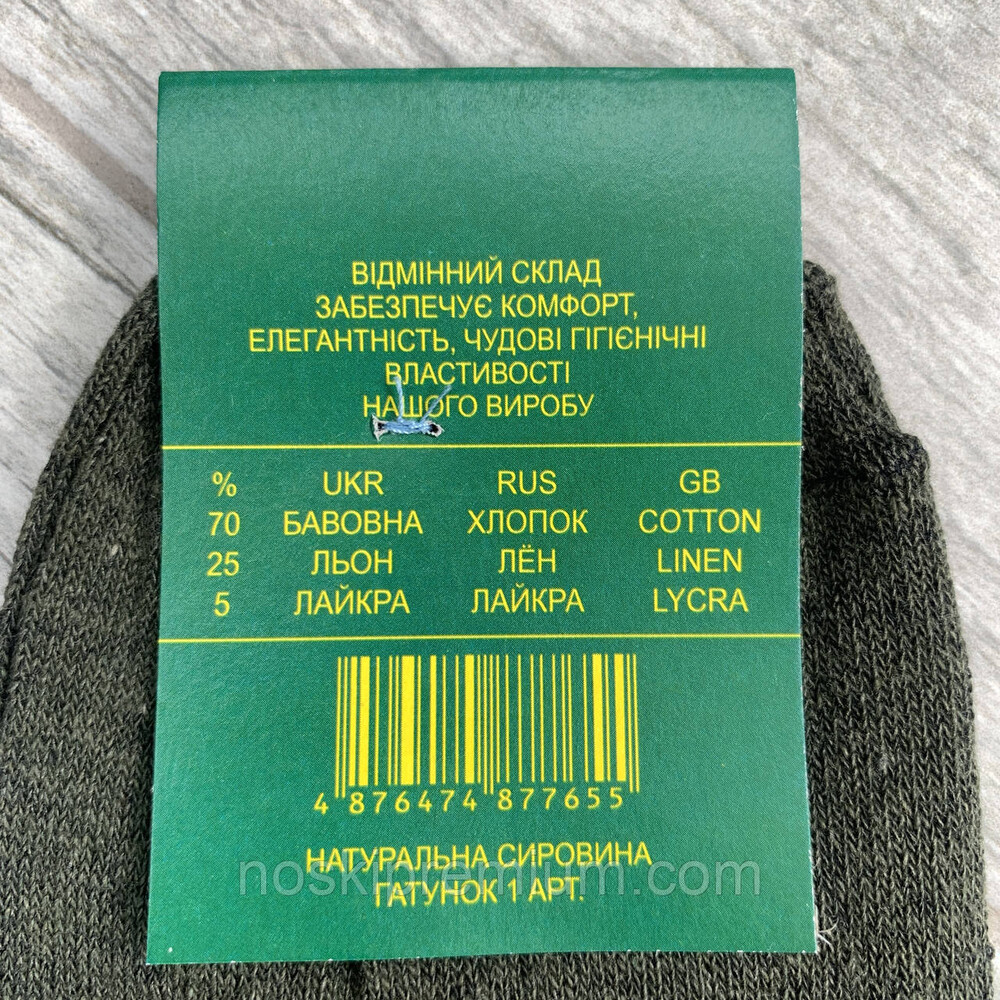 ВІДМІННИЙ СКЛАД
ЗАБЕЗПЕЧУЄ КОМФОРТ,
ЕЛЕГАНТНІСТЬ, ЧУДОВІ ГІГІЄНІЧНІ
ВЛАСТИВОСТІ
НАШОГО ВИРОБУ
% UKR RUS GB
70 БАВОВНА ХЛОПОК COTTON
25 ЛЬОН ЛЁН LINEN
5 ЛАЙКРА ЛАЙКРА LYCRA
4 876474 877655
НАТУРАЛЬНА СИРОВИНА
noskipremium.com
ГАТУНОК 1 АРТ.